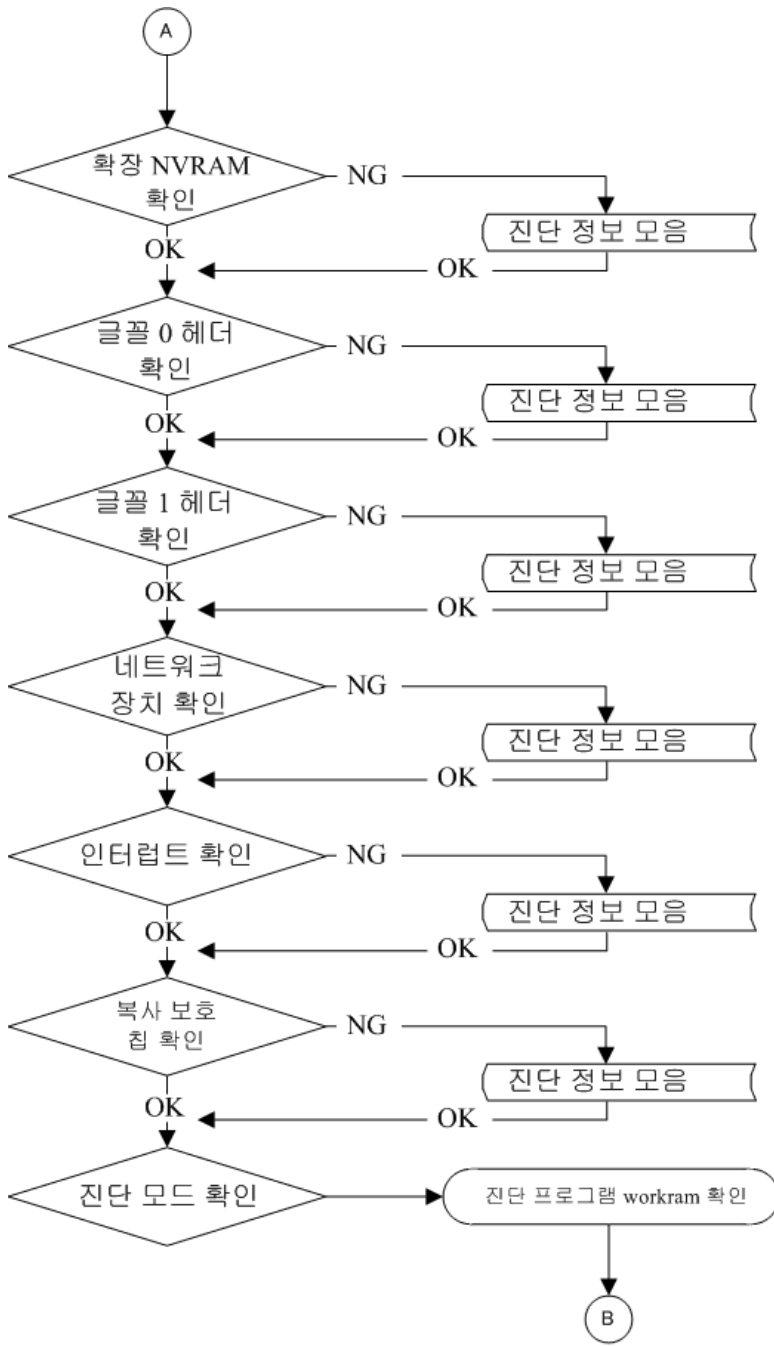 A
확장 NVRAM
확인
NG
진단 정보 모음
OK
OK
글꼴 0 헤더
확인
NG
진단 정보 모음
OK
OK
글꼴 1 헤더
확인
NG
진단 정보 모음
OK
OK
네트워크
장치 확인
NG
진단 정보 모음
OK
OK
인터럽트 확인
NG
진단 정보 모음
OK
OK
복사 보호
칩 확인
NG
진단 정보 모음
OK
OK
진단 모드 확인
진단 프로그램 workram 확인
B